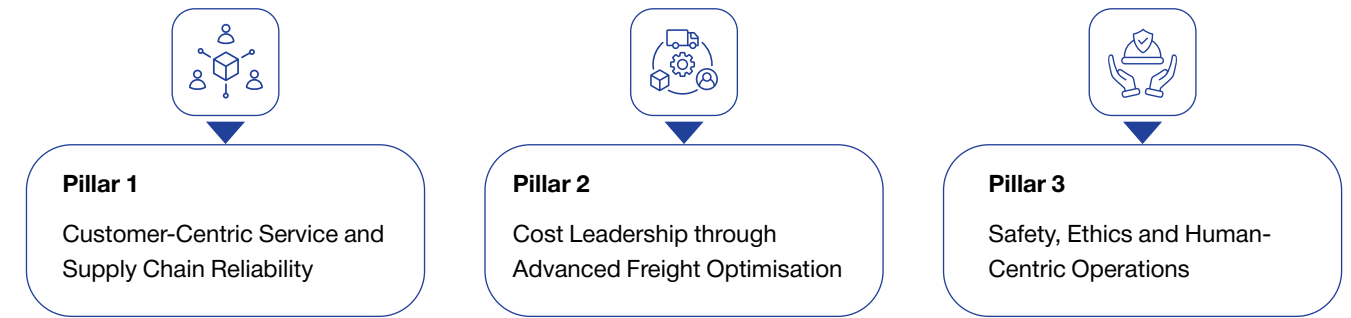 Pillar 1
Customer-Centric Service and
Supply Chain Reliability
Pillar 2
Cost Leadership through
Advanced Freight Optimisation
Pillar 3
Safety, Ethics and Human-
Centric Operations